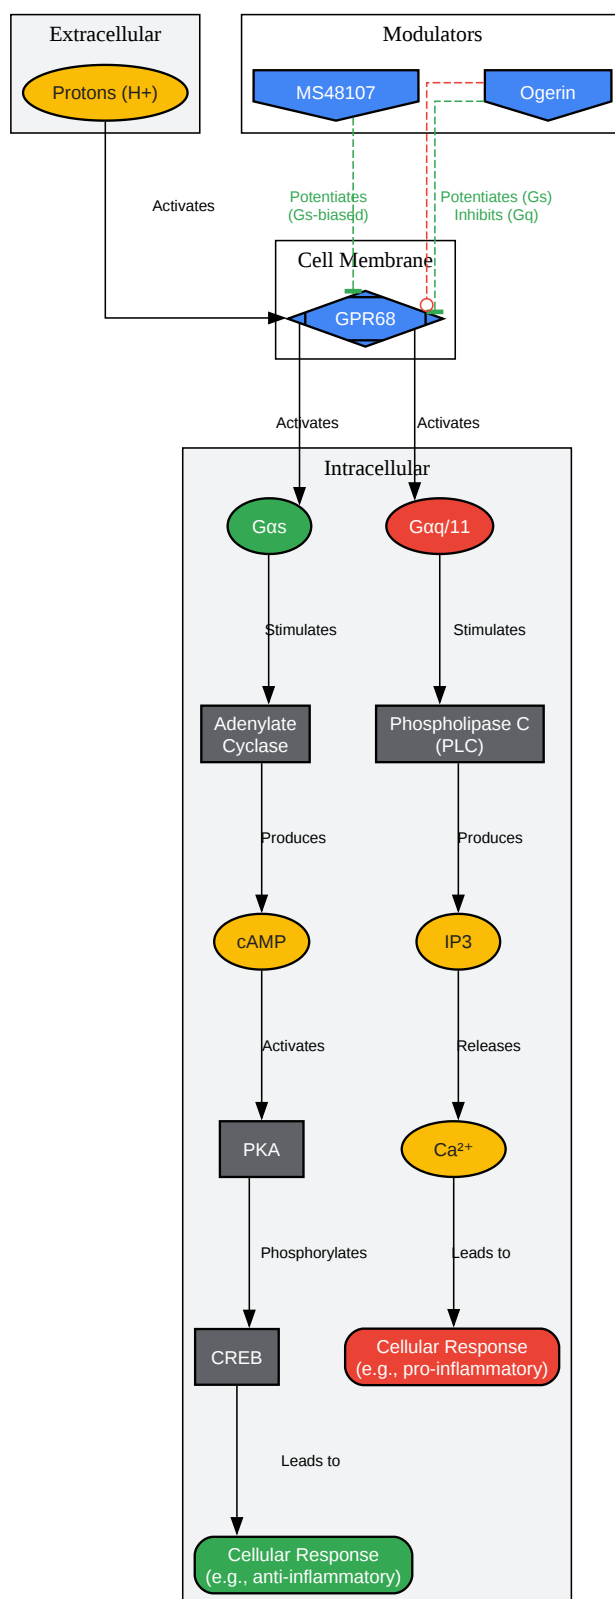 Extracellular
Modulators
Protons (H+)
MS48107
Ogerin
Activates
Potentiates
(Gs-biased)
Potentiates (Gs)
Inhibits (Gq)
Cell Membrane
GPR68
Activates
Activates
Intracellular
Gαs
Gαq/11
Stimulates
Stimulates
Adenylate
Cyclase
Phospholipase C
(PLC)
Produces
Produces
cAMP
IP3
Activates
Releases
PKA
Ca²⁺
Phosphorylates
Leads to
CREB
Cellular Response
(e.g., pro-inflammatory)
Leads to
Cellular Response
(e.g., anti-inflammatory)